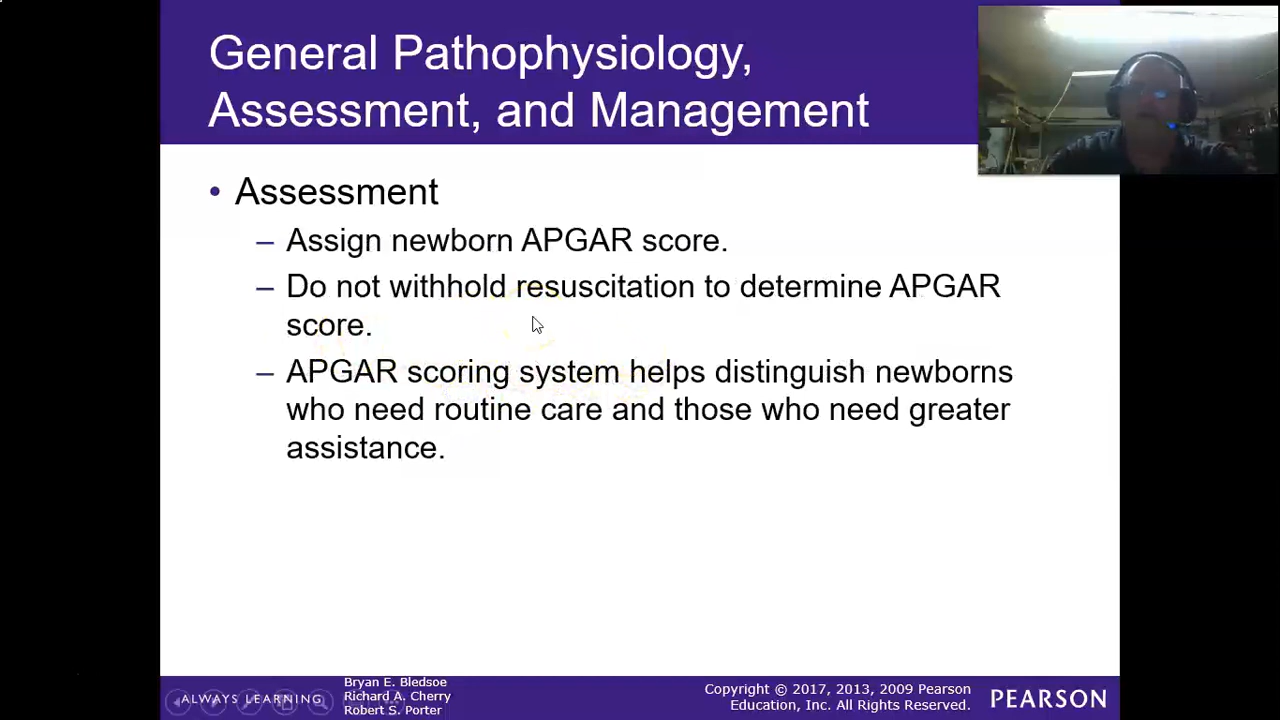 General Pathophysiology,
Assessment, and Management
• Assessment
– Assign newborn APGAR score.
– Do not withhold resuscitation to determine APGAR
score.
– APGAR scoring system helps distinguish newborns
who need routine care and those who need greater
assistance.
ALWAYS LEARNING
Bryan E. Bledsoe
Richard A. Cherry
Robert S. Porter
Copyright © 2017, 2013, 2009 Pearson
Education, Inc. All Rights Reserved.
PEARSON